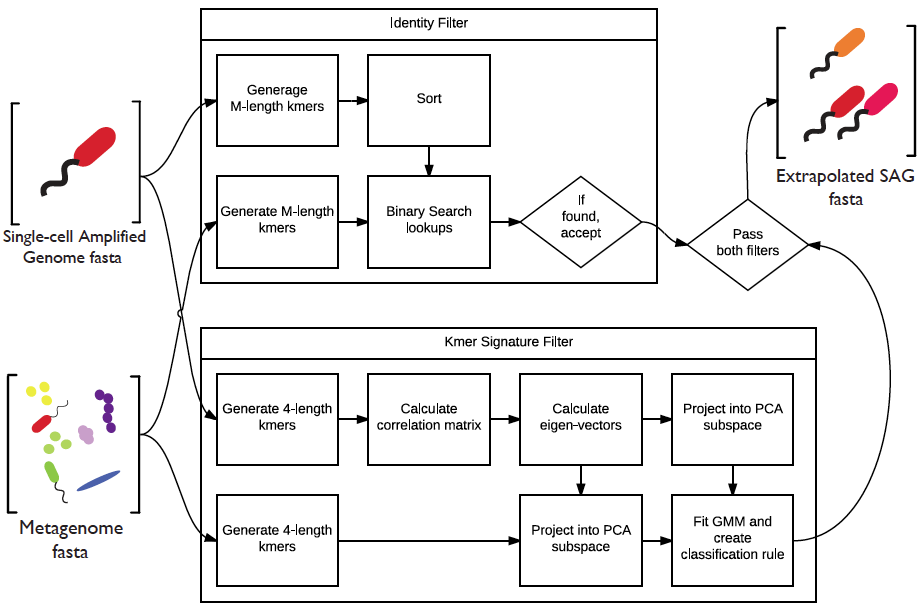 Identity Filter
Generage
M-length kmers
Sort
Generate M-length
kmers
Binary Search
lookups
If
found,
accept
Pass
both filters
Extrapolated SAG
fasta
Single-cell Amplified
Genome fasta
Kmer Signature Filter
Generate 4-length
kmers
Calculate
correlation matrix
Calculate
eigen-vectors
Project into PCA
subspace
Metagenome
fasta
Generate 4-length
kmers
Project into PCA
subspace
Fit GMM and
create
classification rule